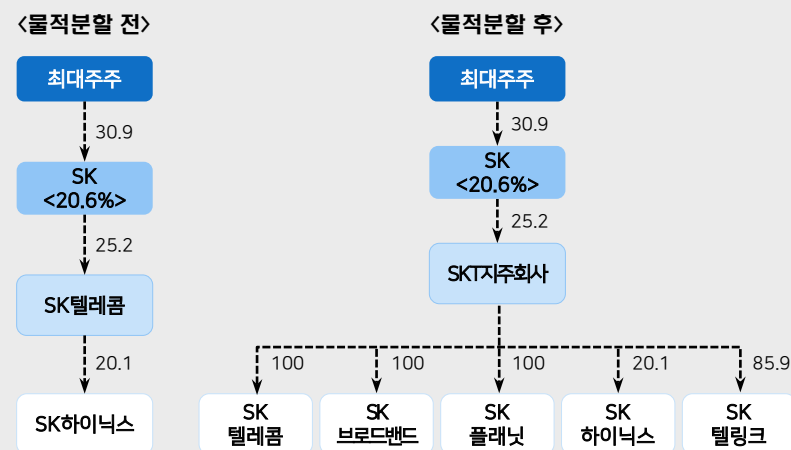 <물적분할 전>
최대주주
30.9
SK
<20.6%>
25.2
SK텔레콤
20.1
SK하이닉스
<물적분할 후>
최대주주
30.9
SK
<20.6%>
25.2
SKT지주회사
100
100
100
20.1
85.9
SK
텔레콤
SK
브로드밴드
SK
플래닛
SK
하이닉스
SK
텔링크